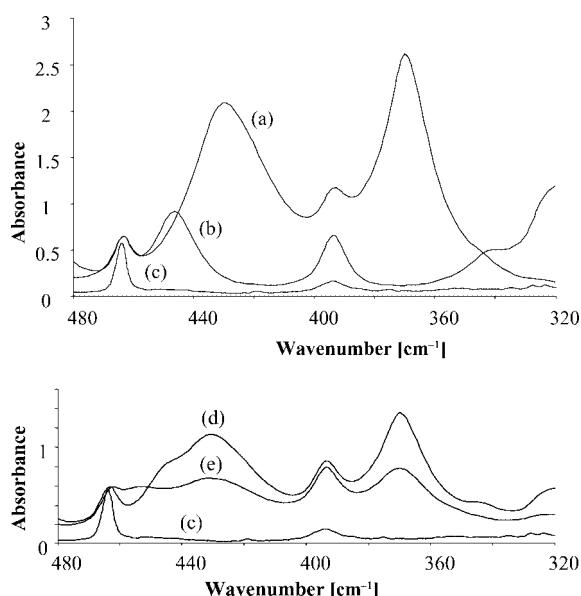 3
2.5
2
1.5
1
0.5
0
Absorbance
(a)
(b)
(c)
480 440 400 360 320
Wavenumber [cm⁻¹]
(d)
(e)
(c)
1
0
Absorbance
480 440 400 360 320
Wavenumber [cm⁻¹]